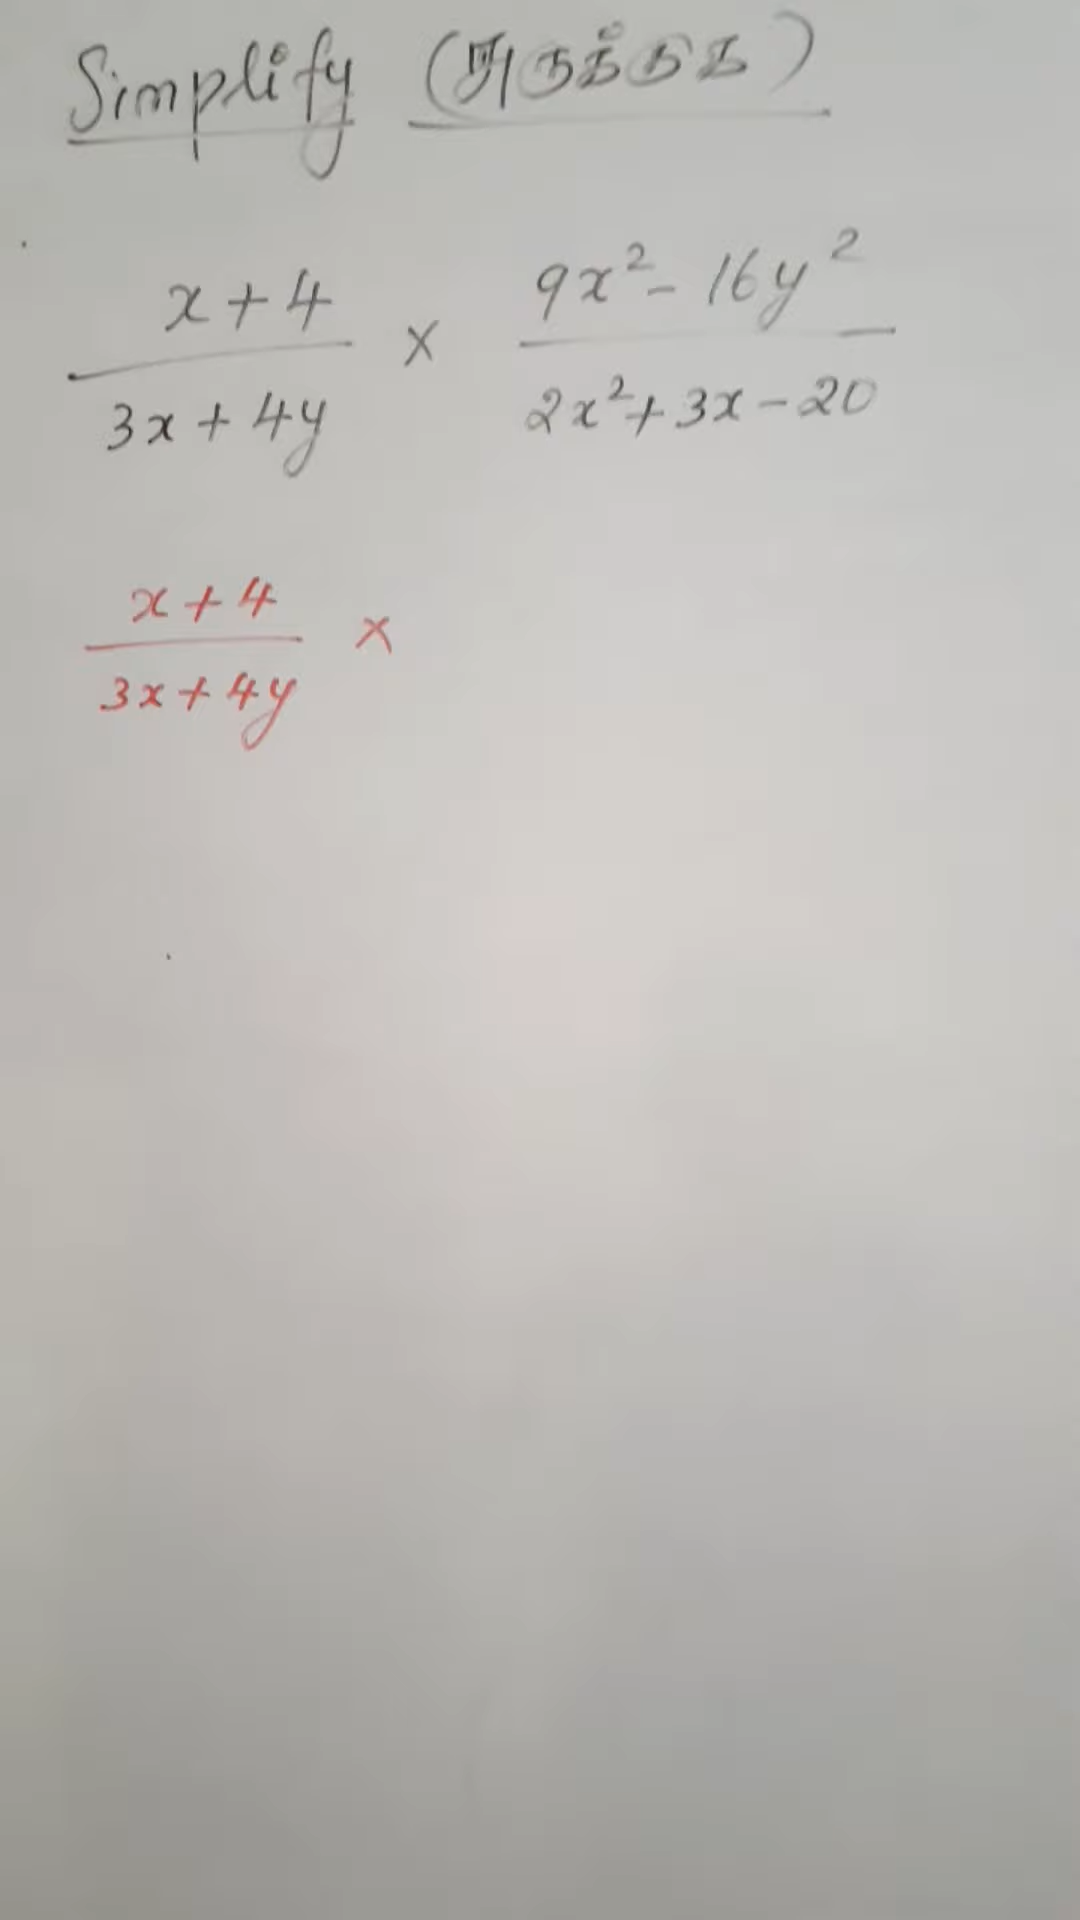 Simplify (சுருக்குக)
x + 4 / 3x + 4y × 9x² - 16y² / 2x² + 3x - 20
x + 4 / 3x + 4y ×